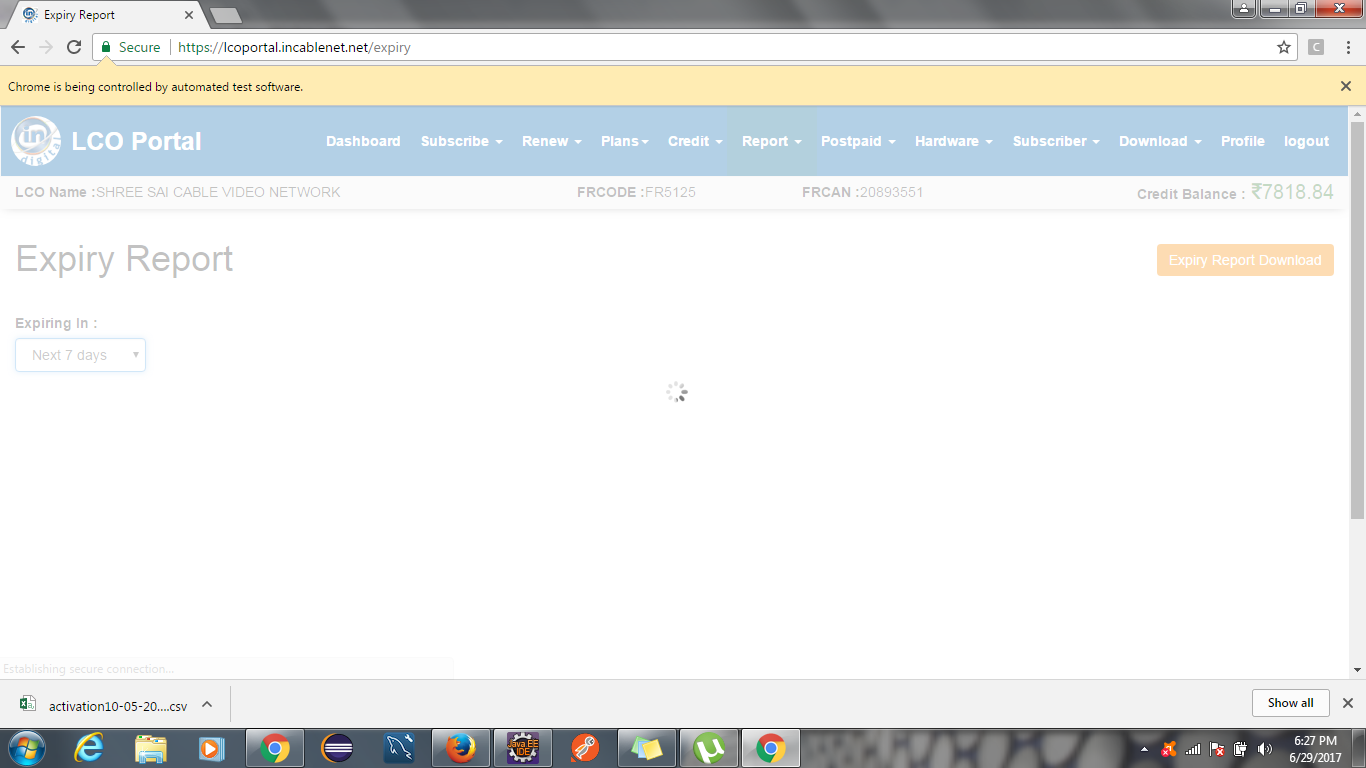 Expiry Report
Secure https://lcoportal.incablenet.net/expiry
C
Chrome is being controlled by automated test software.
in digital LCO Portal Dashboard Subscribe Renew Plans Credit Report Postpaid Hardware Subscriber Download Profile logout
LCO Name :SHREE SAI CABLE VIDEO NETWORK FRCODE :FR5125 FRCAN :20893551 Credit Balance : ₹7818.84
Expiry Report Expiry Report Download
Expiring In :
Next 7 days
Establishing secure connection...
activation10-05-20....csv Show all
Java EE
IDE
6:27 PM
6/29/2017